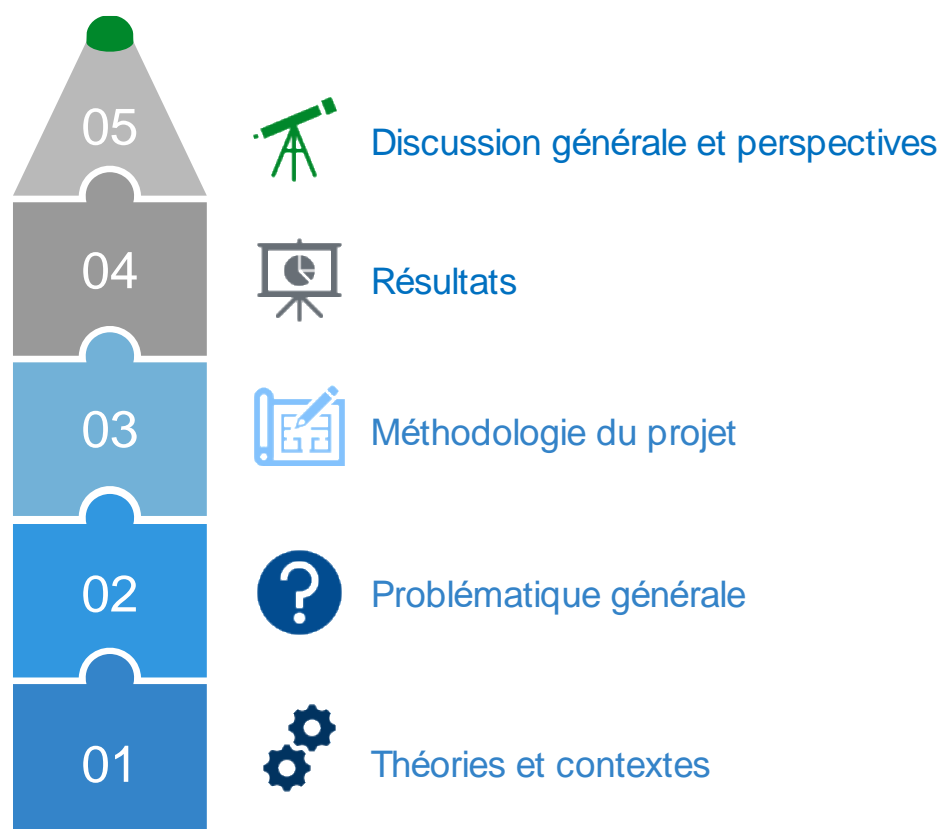 05
Discussion générale et perspectives
04
Résultats
03
Méthodologie du projet
02
Problématique générale
01
Théories et contextes